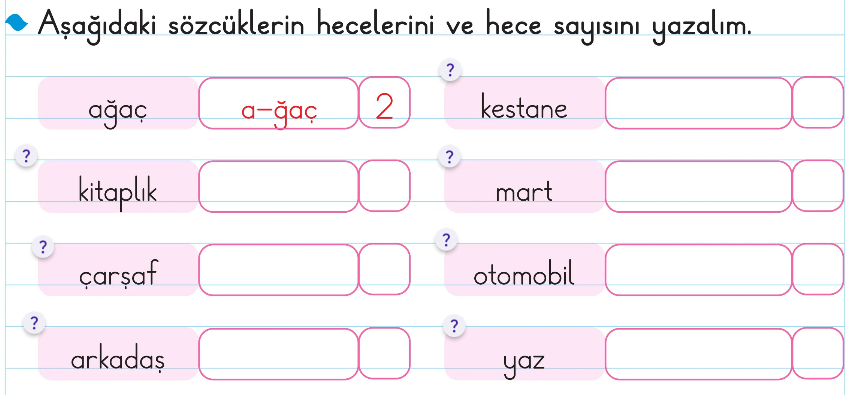 Aşağıdaki sözcüklerin hecelerini ve hece sayısını yazalım.
ağaç a-ğaç 2 ? kestane
? kitaplık ? mart
? çarşaf ? otomobil
? arkadaş ? yaz